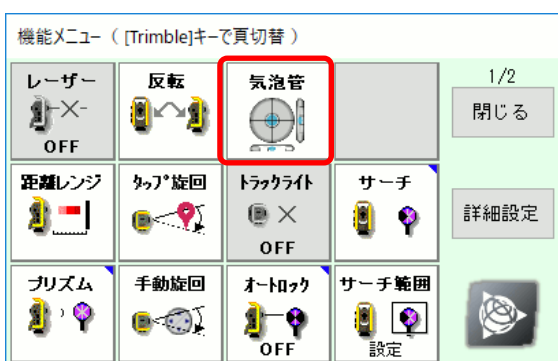 機能メニュー（ [Trimble]キーで頁切替 ）
レーザー
OFF
反転
気泡管
1/2
閉じる
距離レンジ
タップ旋回
トラックライト
OFF
サーチ
詳細設定
プリズム
手動旋回
オートロック
OFF
サーチ範囲
設定